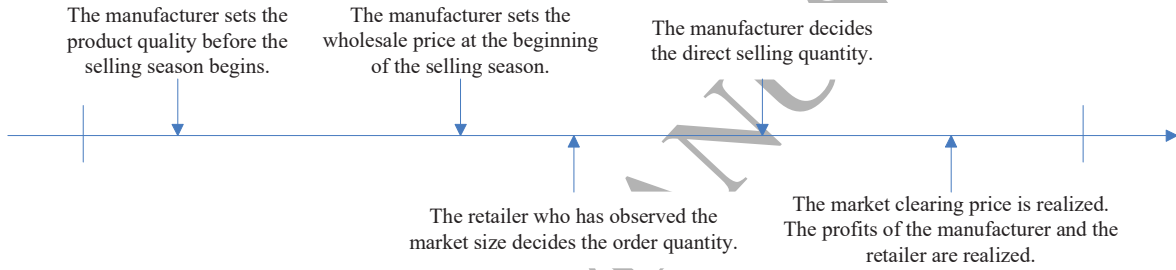 The manufacturer sets the
product quality before the
selling season begins.
The manufacturer sets the
wholesale price at the beginning
of the selling season.
The manufacturer decides
the direct selling quantity.
The retailer who has observed the
market size decides the order quantity.
The market clearing price is realized.
The profits of the manufacturer and the
retailer are realized.